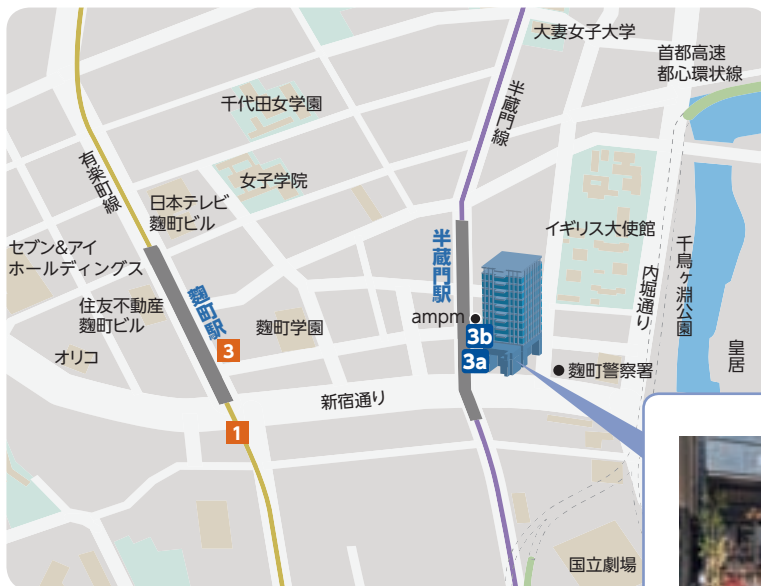 大妻女子大学
首都高速
都心環状線
千代田女学園
半蔵門線
有楽町線
女子学院
日本テレビ
麴町ビル
イギリス大使館
セブン&アイ
ホールディングス
半蔵門駅
千鳥ヶ淵公園
内堀通り
住友不動産
麴町ビル
麴町駅
麴町学園
ampm
3b
3
オリコ
3a
麴町警察署
皇居
新宿通り
1
国立劇場